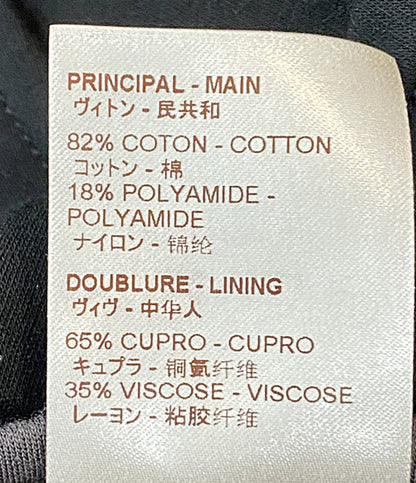 PRINCIPAL - MAIN
ヴィトン - 民共和
82% COTON - COTTON
コットン - 棉
18% POLYAMIDE -
POLYAMIDE
ナイロン - 锦纶
DOUBLURE - LINING
ヴィヴ - 中华人
65% CUPRO - CUPRO
キュプラ - 铜氨纤维
35% VISCOSE - VISCOSE
レーヨン - 粘胶纤维